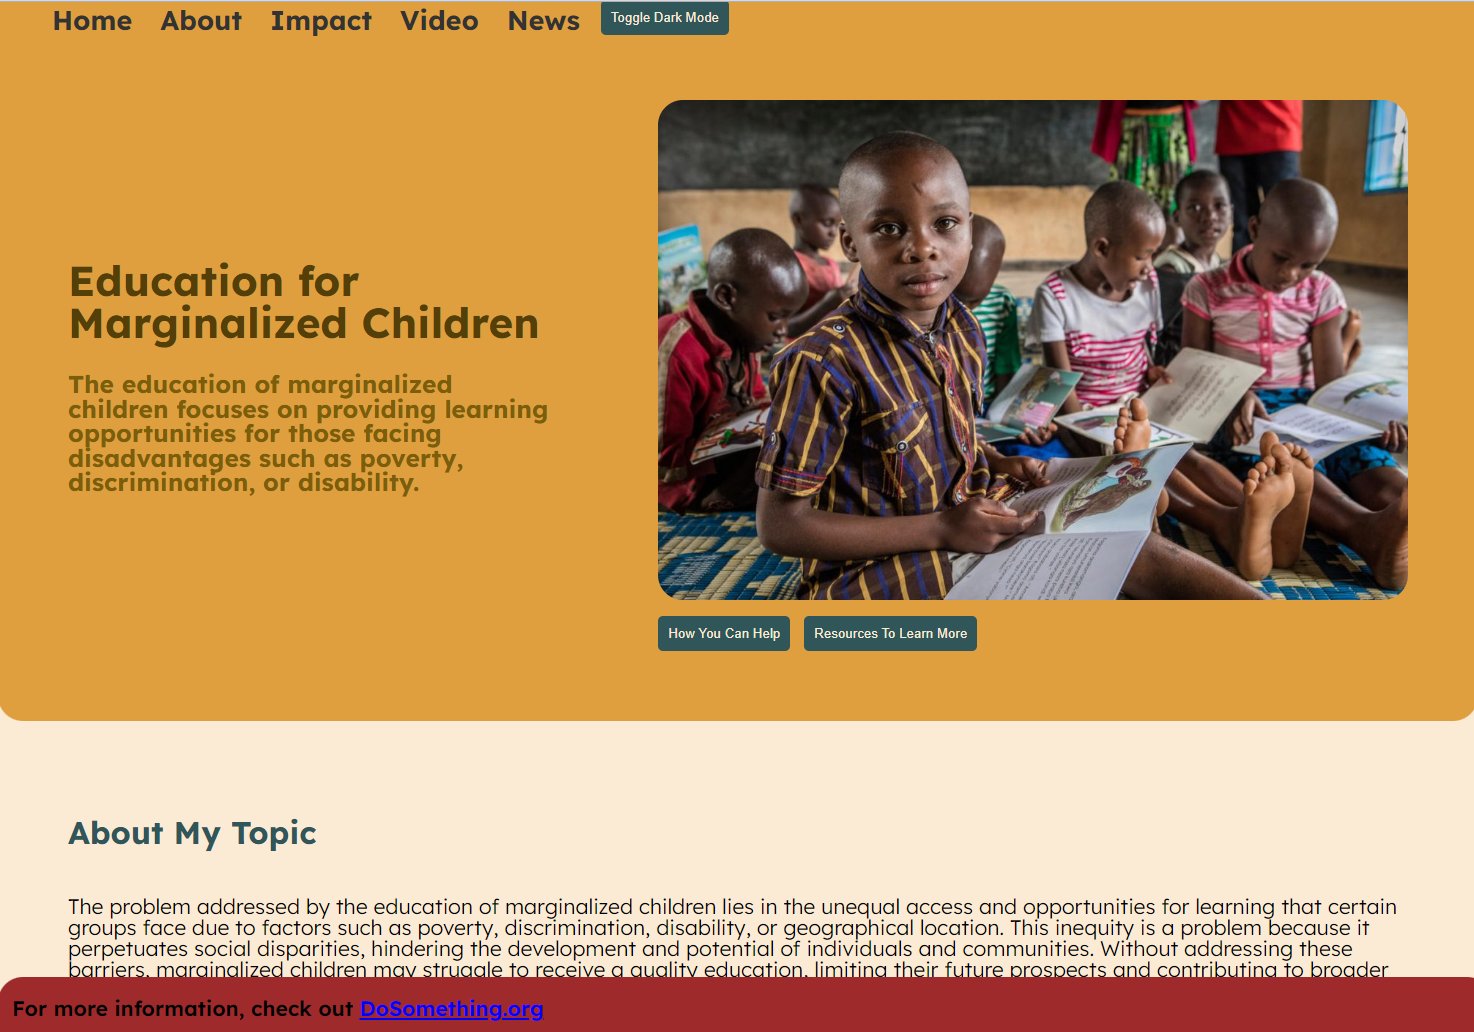 Home About Impact Video News Toggle Dark Mode
Education for
Marginalized Children
The education of marginalized
children focuses on providing learning
opportunities for those facing
disadvantages such as poverty,
discrimination, or disability.
How You Can Help Resources To Learn More
About My Topic
The problem addressed by the education of marginalized children lies in the unequal access and opportunities for learning that certain
groups face due to factors such as poverty, discrimination, disability, or geographical location. This inequity is a problem because it
perpetuates social disparities, hindering the development and potential of individuals and communities. Without addressing these
barriers, marginalized children may struggle to receive a quality education, limiting their future prospects and contributing to broader
For more information, check out DoSomething.org